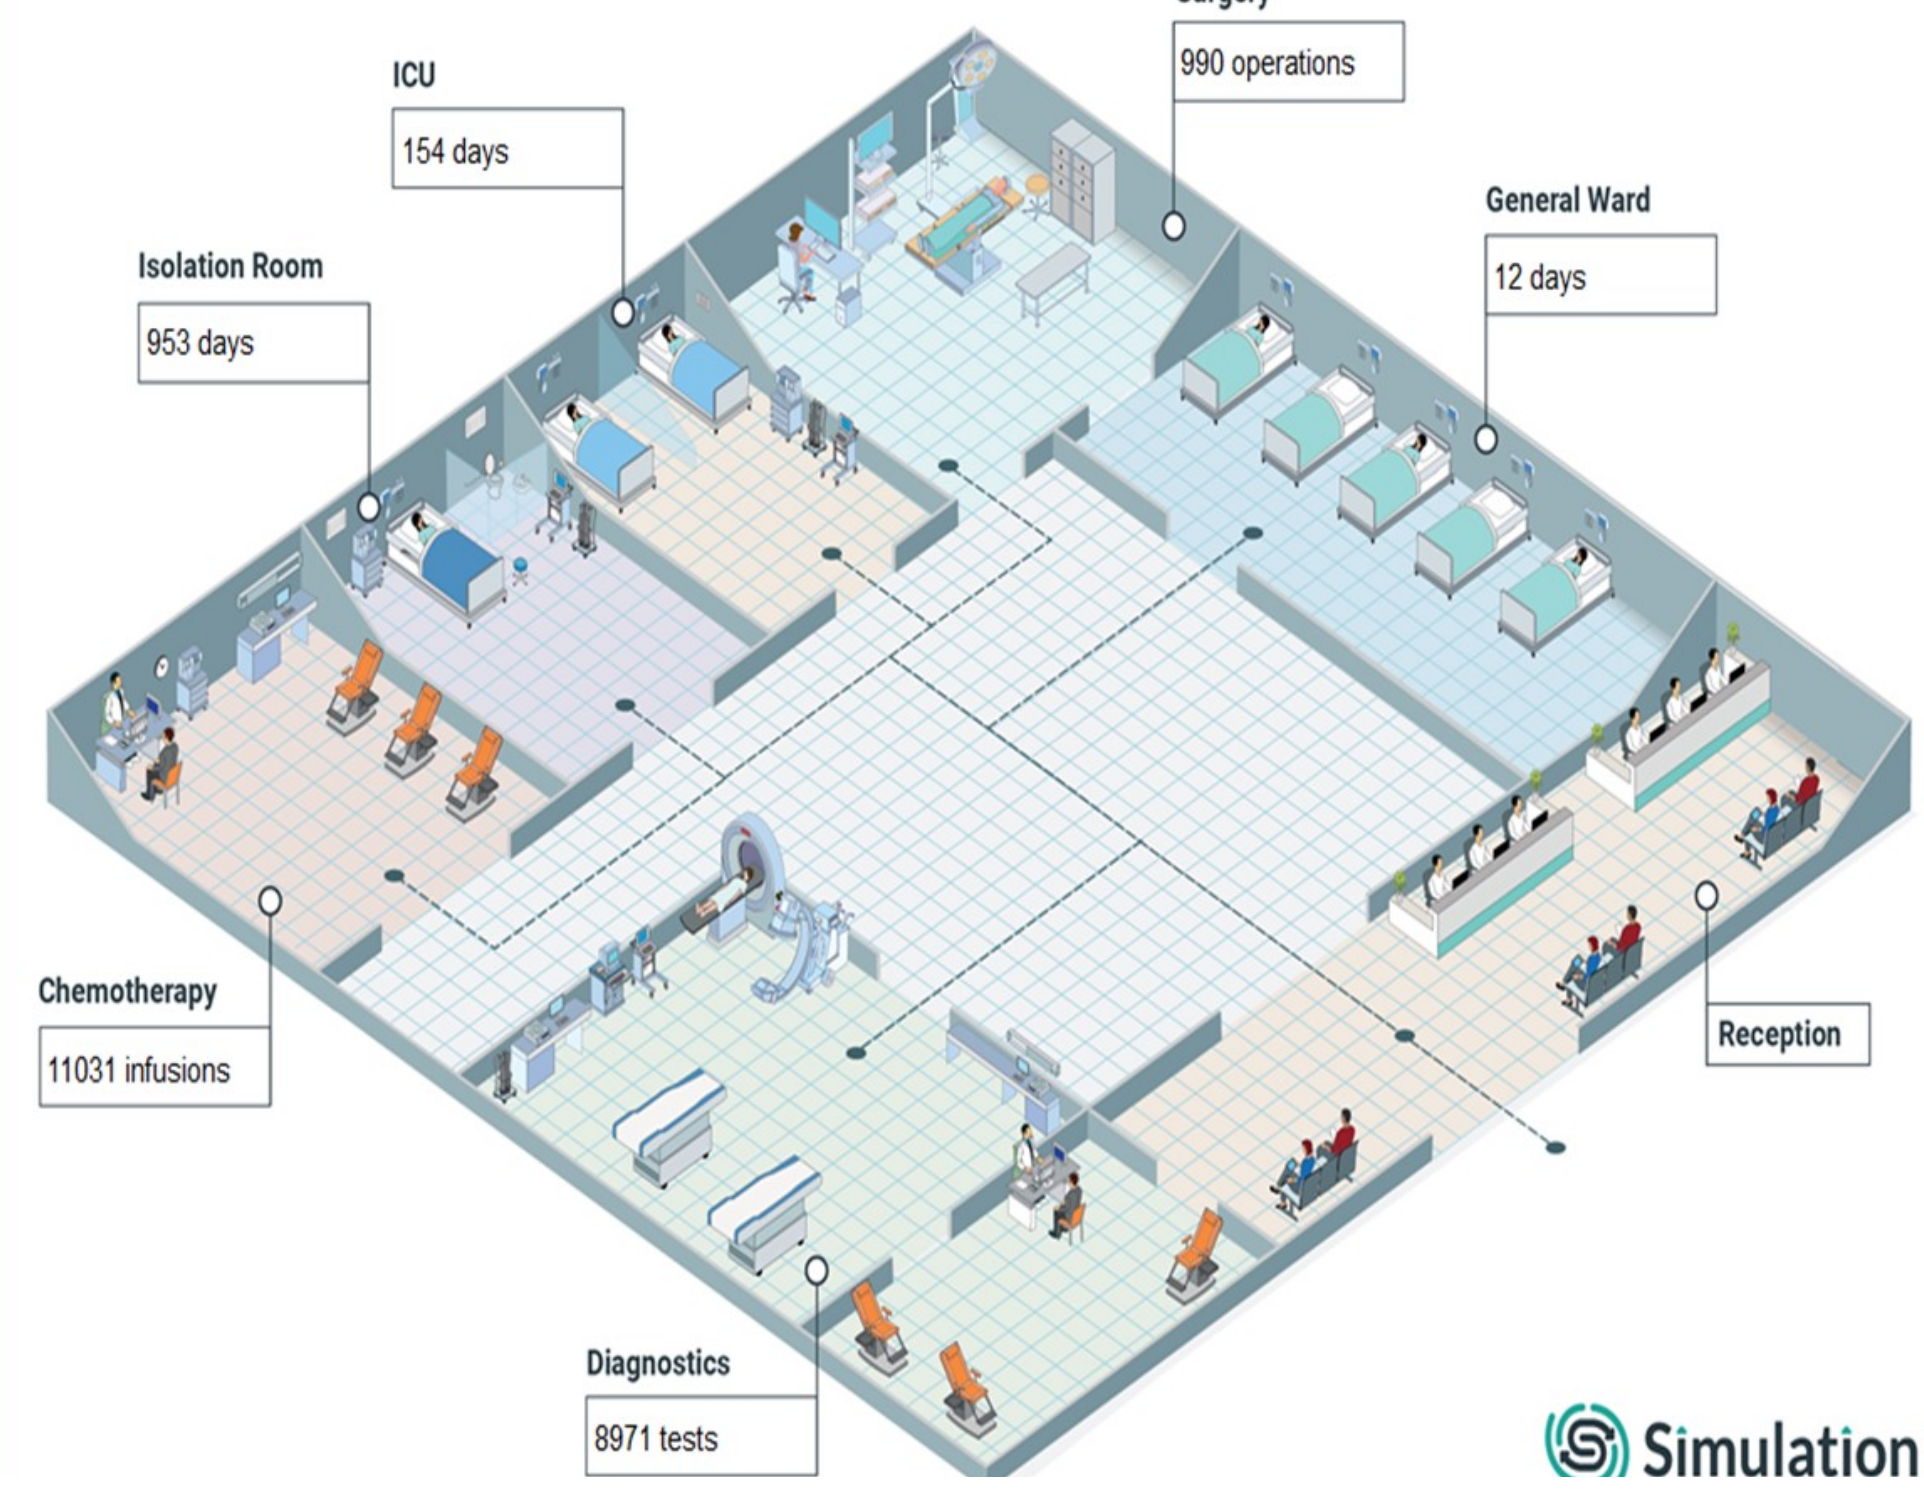 Surgery
990 operations
ICU
154 days
General Ward
12 days
Isolation Room
953 days
Chemotherapy
11031 infusions
Reception
Diagnostics
8971 tests
Simulation